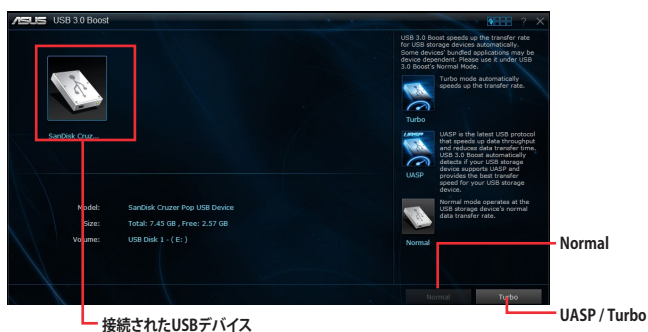 ASUS USB 3.0 Boost
? ×
USB 3.0 Boost speeds up the transfer rate
for USB storage devices automatically.
Some devices' bundled applications may be
device dependent. Please use it under USB
3.0 Boost's Normal Mode.
Turbo mode automatically
speeds up the transfer rate.
Turbo
SanDisk Cruz...
UASP is the latest USB protocol
that speeds up data throughput
and reduces data transfer time.
USB 3.0 Boost automatically
detects if your USB storage
device supports UASP and
provides the best transfer
speed for your USB storage
device.
UASP
Normal mode operates at the
USB storage device's normal
data transfer rate.
Normal
Model: SanDisk Cruzer Pop USB Device
Size: Total: 7.45 GB , Free: 2.57 GB
Volume: USB Disk 1 - ( E: )
Normal
Normal Turbo
UASP / Turbo
接続されたUSBデバイス